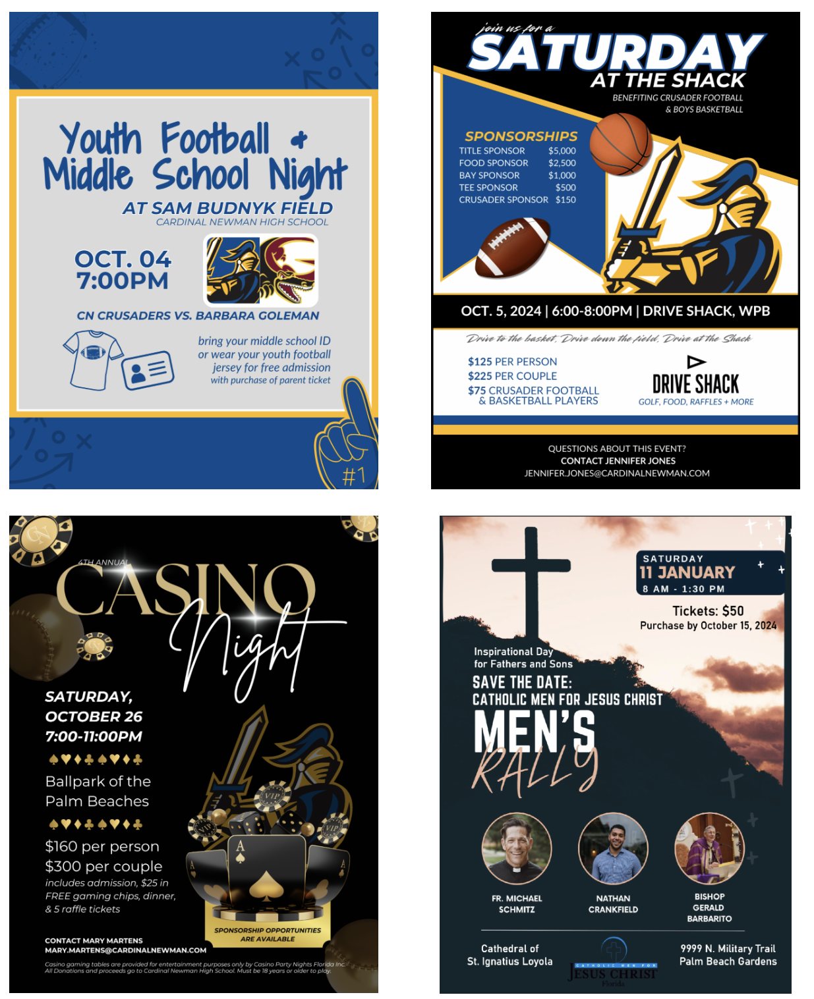 Youth Football &
Middle School Night
AT SAM BUDNYK FIELD
CARDINAL NEWMAN HIGH SCHOOL
OCT. 04
7:00PM
CN CRUSADERS VS. BARBARA GOLEMAN
bring your middle school ID
or wear your youth football
jersey for free admission
with purchase of parent ticket
#1
join us for a
SATURDAY
AT THE SHACK
BENEFITING CRUSADER FOOTBALL
& BOYS BASKETBALL
SPONSORSHIPS
TITLE SPONSOR $5,000
FOOD SPONSOR $2,500
BAY SPONSOR $1,000
TEE SPONSOR $500
CRUSADER SPONSOR $150
OCT. 5, 2024 | 6:00-8:00PM | DRIVE SHACK, WPB
Drive to the basket, Drive down the field, Drive at the Shack
$125 PER PERSON
$225 PER COUPLE
$75 CRUSADER FOOTBALL
& BASKETBALL PLAYERS
DRIVE SHACK
GOLF, FOOD, RAFFLES + MORE
QUESTIONS ABOUT THIS EVENT?
CONTACT JENNIFER JONES
JENNIFER.JONES@CARDINALNEWMAN.COM
CN
CN
4TH ANNUAL
CASINO
Night
SATURDAY,
OCTOBER 26
7:00-11:00PM
Ballpark of the
Palm Beaches
$160 per person
$300 per couple
includes admission, $25 in
FREE gaming chips, dinner,
& 5 raffle tickets
VIP
VIP
VIP
A
A
A
SPONSORSHIP OPPORTUNITIES
ARE AVAILABLE
CONTACT MARY MARTENS
MARY.MARTENS@CARDINALNEWMAN.COM
Casino gaming tables are provided for entertainment purposes only by Casino Party Nights Florida Inc.
All Donations and proceeds go to Cardinal Newman High School. Must be 18 years or older to play.
SATURDAY
11 JANUARY
8 AM - 1:30 PM
Tickets: $50
Purchase by October 15, 2024
Inspirational Day
for Fathers and Sons
SAVE THE DATE:
CATHOLIC MEN FOR JESUS CHRIST
MEN'S
RALLY
FR. MICHAEL
SCHMITZ
NATHAN
CRANKFIELD
BISHOP
GERALD
BARBARITO
Cathedral of
St. Ignatius Loyola
CATHOLIC MEN FOR
JESUS CHRIST
Florida
9999 N. Military Trail
Palm Beach Gardens